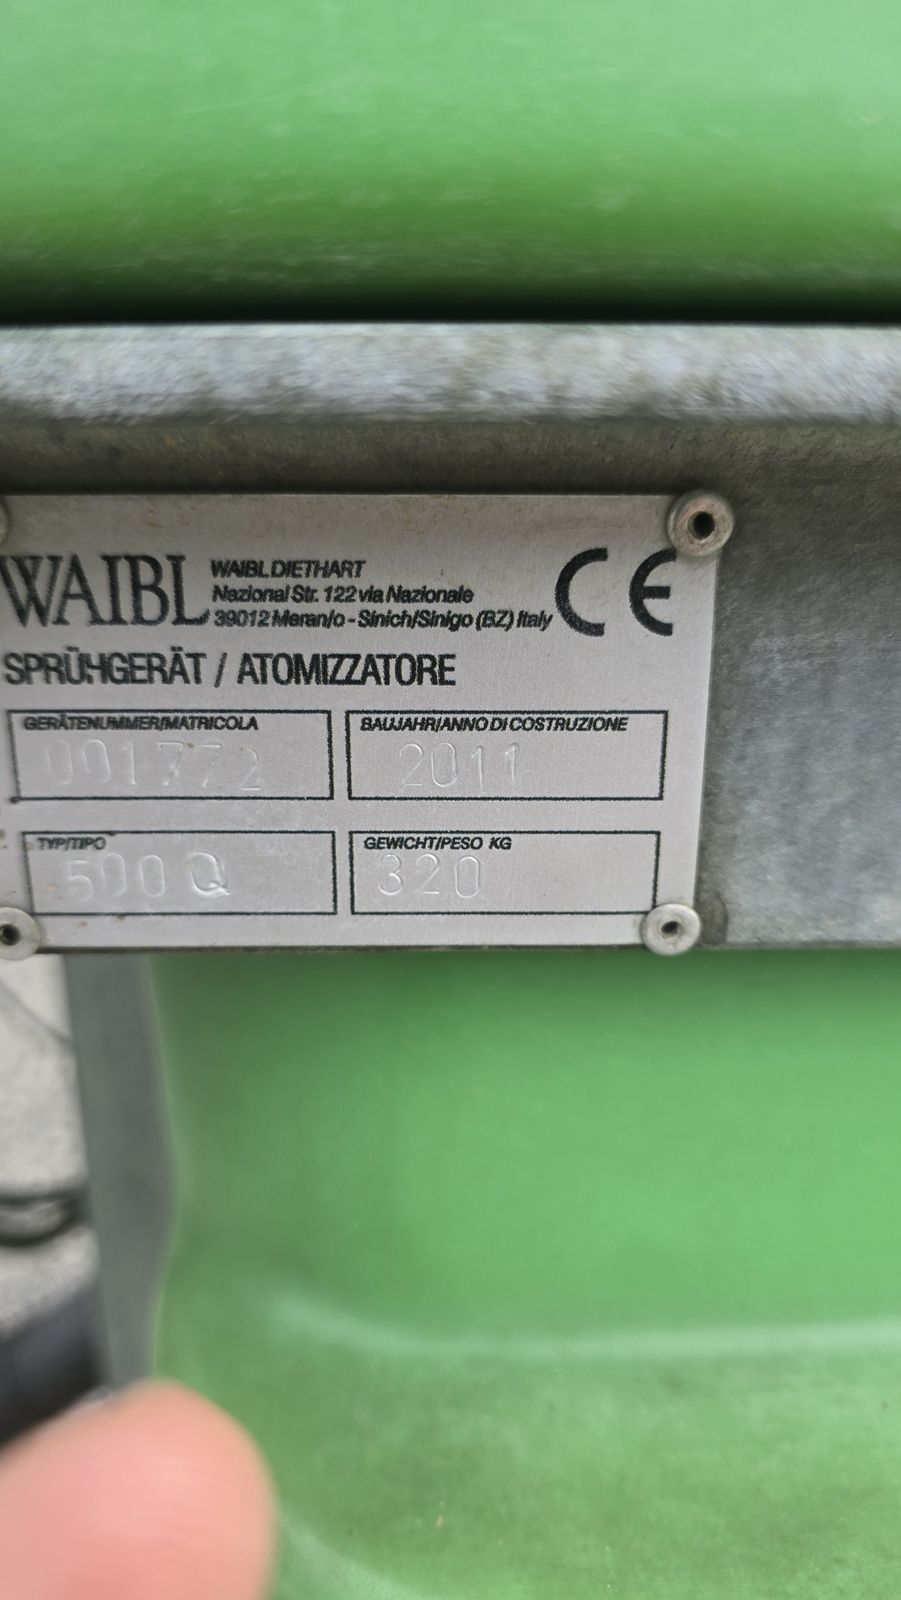 WAIBL
WAIBL DIETHART
Nazional Str. 122 via Nazionale
39012 Meran/o - Sinich/Sinigo (BZ) Italy
CE
SPRÜHGERÄT / ATOMIZZATORE
GERÄTENUMMER/MATRICOLA
001772
BAUJAHR/ANNO DI COSTRUZIONE
2011
TYP/TIPO
500Q
GEWICHT/PESO KG
320